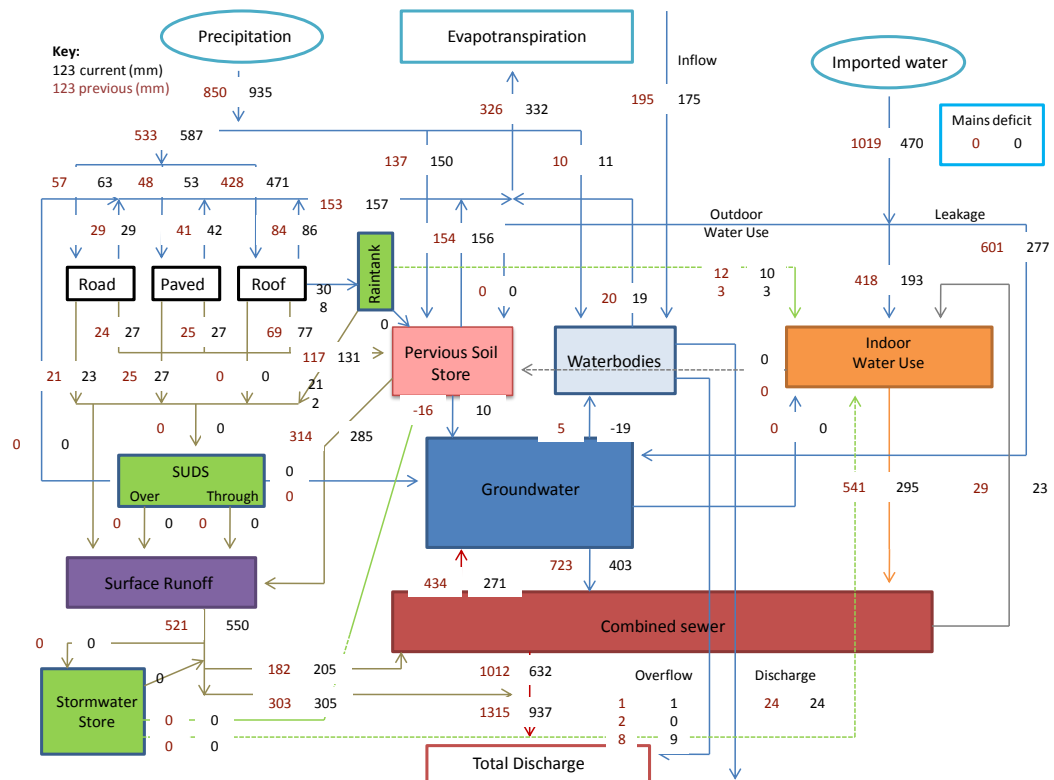 Precipitation
Evapotranspiration
Inflow
Imported water
Key:
123 current (mm)
123 previous (mm)
850 935
326 332
195 175
Mains deficit
0 0
1019 470
533 587
137 150
10 11
57 63 48 53 428 471
153 157
Outdoor
Water Use
Leakage
29 29 41 42 84 86
154 156
601 277
Road
Paved
Roof
Raintank
30
8
0 0
20 19
12 10
3 3
418 193
0
24 27 25 27 69 77
117 131
Pervious Soil
Store
Waterbodies
0
0
Indoor
Water Use
21 23 25 27 0 0
21
2
-16 10
5 -19
0 0
0 0
0 0
314 285
SUDS
Over Through
0
0
Groundwater
541 295
29 23
0 0 0 0
Surface Runoff
434 271
723 403
Combined sewer
521 550
0 0
182 205
1012 632
Overflow
Discharge
0
Stormwater
Store
303 305
1315 937
1 1
2 0
8 9
24 24
0 0
0 0
Total Discharge